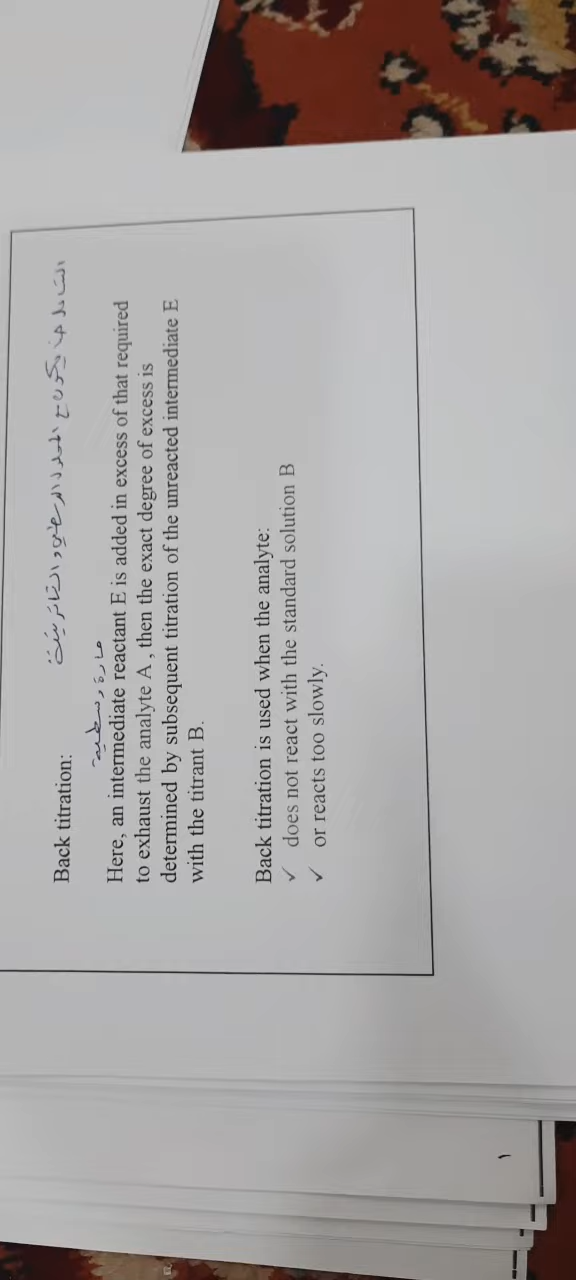 Back titration:
مادة وسطية
Here, an intermediate reactant E is added in excess of that required
to exhaust the analyte A , then the exact degree of excess is
determined by subsequent titration of the unreacted intermediate E
with the titrant B.
Back titration is used when the analyte:
✓ does not react with the standard solution B
✓ or reacts too slowly.
١